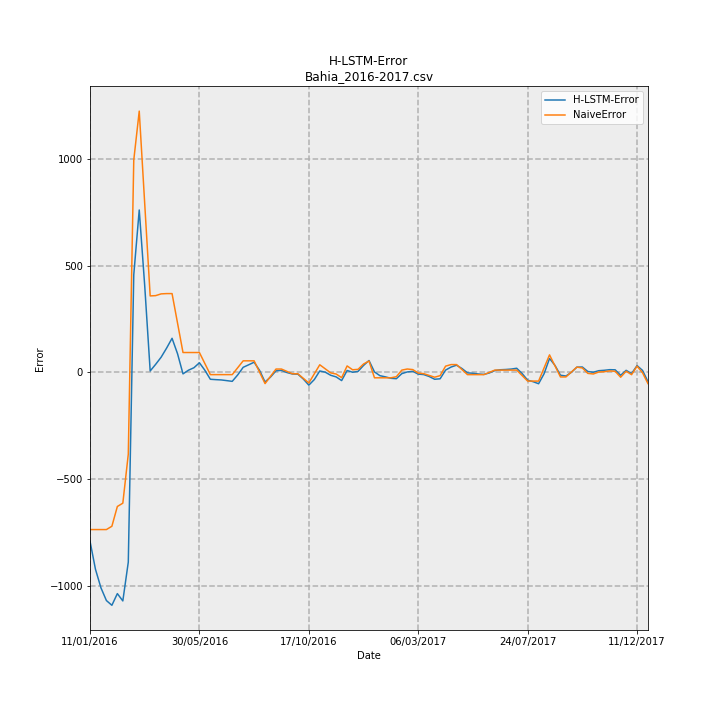 H-LSTM-Error
Bahia_2016-2017.csv
H-LSTM-Error
NaiveError
1000
500
0
−500
−1000
Error
11/01/2016
30/05/2016
17/10/2016
06/03/2017
24/07/2017
11/12/2017
Date